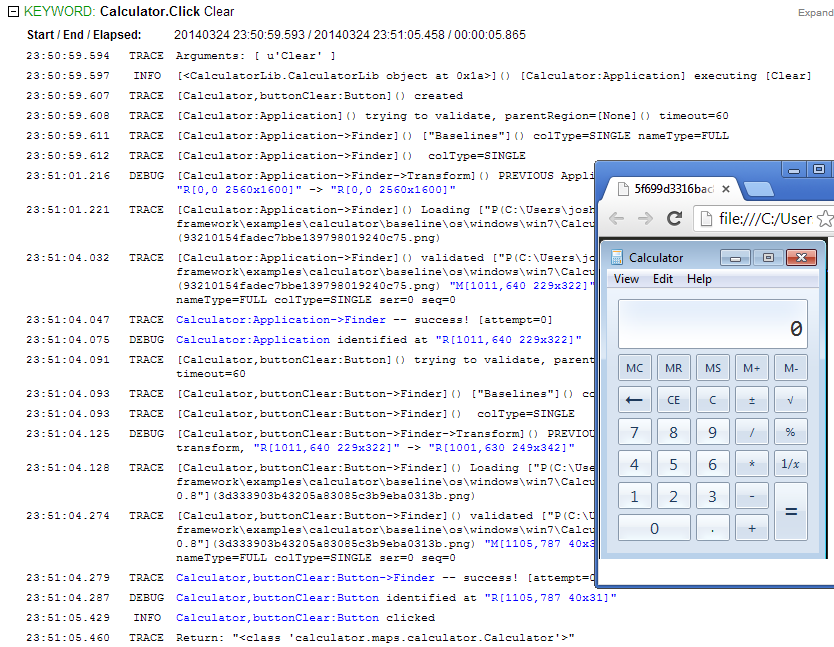 KEYWORD: Calculator.Click Clear
Expand
Start / End / Elapsed: 20140324 23:50:59.593 / 20140324 23:51:05.458 / 00:00:05.865
23:50:59.594 TRACE Arguments: [ u'Clear' ]
23:50:59.597 INFO [<CalculatorLib.CalculatorLib object at 0x1a>]() [Calculator:Application] executing [Clear]
23:50:59.607 TRACE [Calculator,buttonClear:Button]() created
23:50:59.608 TRACE [Calculator:Application]() trying to validate, parentRegion=[None]() timeout=60
23:50:59.611 TRACE [Calculator:Application->Finder]() ["Baselines"]() colType=SINGLE nameType=FULL
23:50:59.612 TRACE [Calculator:Application->Finder]() colType=SINGLE
23:51:01.216 DEBUG [Calculator:Application->Finder->Transform]() PREVIOUS Appli
"R[0,0 2560x1600]" -> "R[0,0 2560x1600]"
23:51:01.221 TRACE [Calculator:Application->Finder]() Loading ["P(C:\Users\josh
framework\examples\calculator\baseline\os\windows\win7\Calcu
(93210154fadec7bbe139798019240c75.png)
23:51:04.032 TRACE [Calculator:Application->Finder]() validated ["P(C:\Users\jo
framework\examples\calculator\baseline\os\windows\win7\Calcu
(93210154fadec7bbe139798019240c75.png) "M[1011,640 229x322]"
nameType=FULL colType=SINGLE ser=0 seq=0
23:51:04.047 TRACE Calculator:Application->Finder -- success! [attempt=0]
23:51:04.075 DEBUG Calculator:Application identified at "R[1011,640 229x322]"
23:51:04.091 TRACE [Calculator,buttonClear:Button]() trying to validate, parent
timeout=60
23:51:04.093 TRACE [Calculator,buttonClear:Button->Finder]() ["Baselines"]() co
23:51:04.093 TRACE [Calculator,buttonClear:Button->Finder]() colType=SINGLE
23:51:04.125 DEBUG [Calculator,buttonClear:Button->Finder->Transform]() PREVIOU
transform, "R[1011,640 229x322]" -> "R[1001,630 249x342]"
23:51:04.128 TRACE [Calculator,buttonClear:Button->Finder]() Loading ["P(C:\Use
framework\examples\calculator\baseline\os\windows\win7\Calcu
0.8"](3d333903b43205a83085c3b9eba0313b.png)
23:51:04.274 TRACE [Calculator,buttonClear:Button->Finder]() validated ["P(C:\U
framework\examples\calculator\baseline\os\windows\win7\Calcu
0.8"](3d333903b43205a83085c3b9eba0313b.png) "M[1105,787 40x3
nameType=FULL colType=SINGLE ser=0 seq=0
23:51:04.279 TRACE Calculator,buttonClear:Button->Finder -- success! [attempt=0
23:51:04.287 DEBUG Calculator,buttonClear:Button identified at "R[1105,787 40x31]"
23:51:05.429 INFO Calculator,buttonClear:Button clicked
23:51:05.460 TRACE Return: "<class 'calculator.maps.calculator.Calculator'>"
5f699d3316bac
file:///C:/User
Calculator
View Edit Help
0
MC MR MS M+ M-
← CE C ± √
7 8 9 / %
4 5 6 * 1/x
1 2 3 - =
0 . +